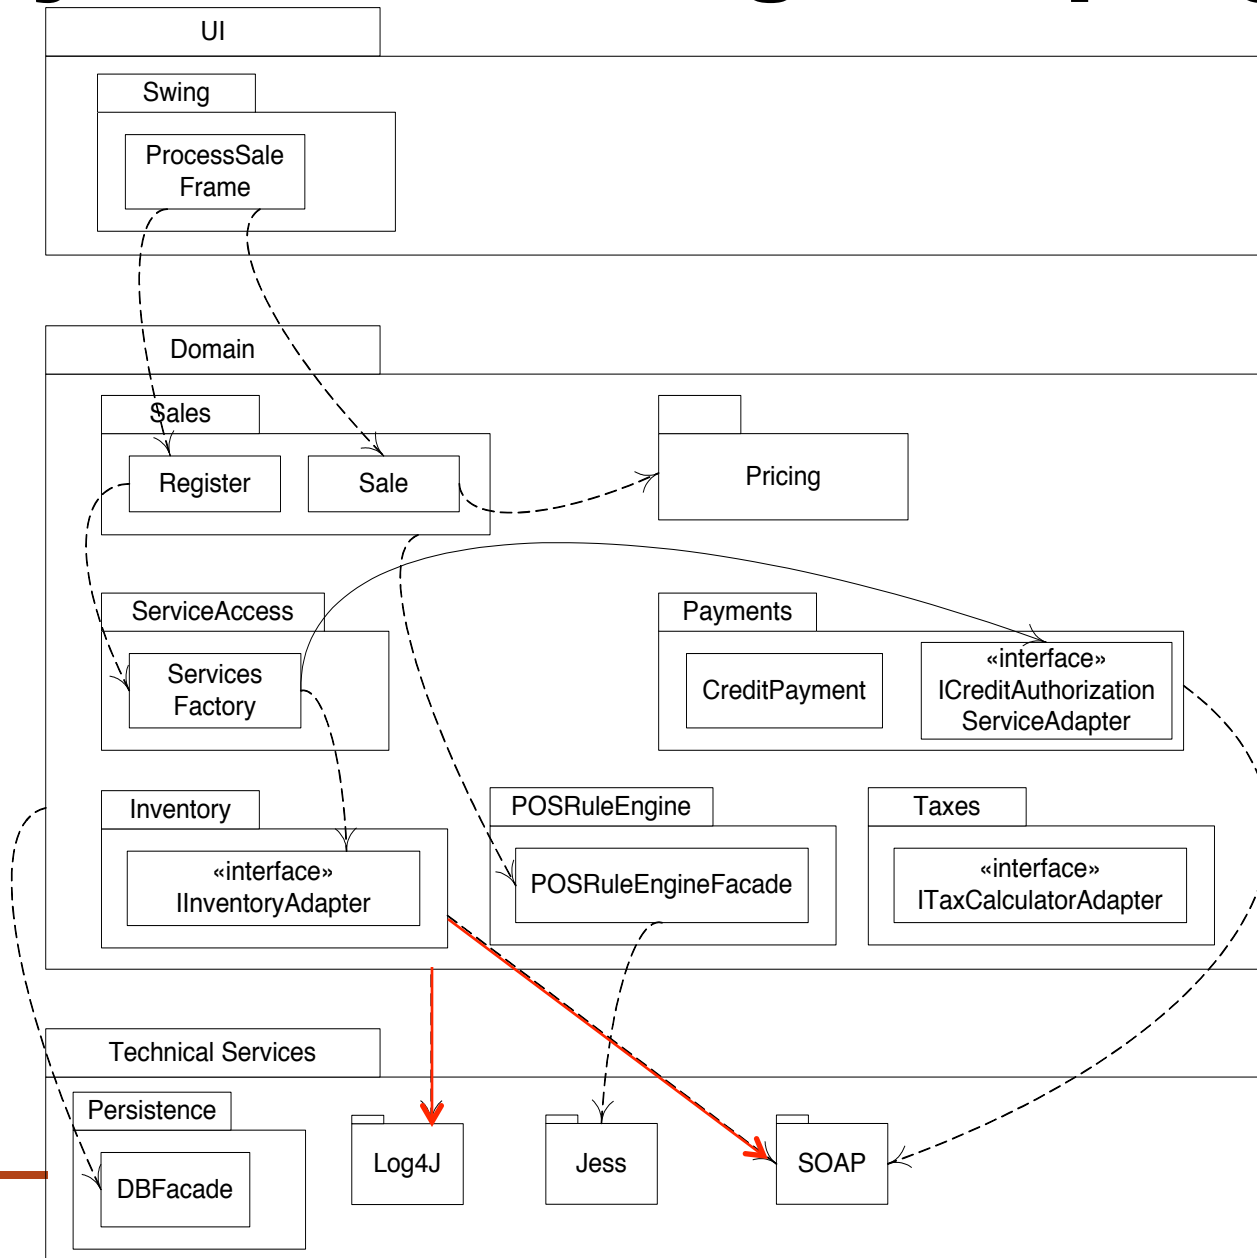 UI
Swing
ProcessSale
Frame
Domain
Sales
Register
Sale
Pricing
ServiceAccess
Services
Factory
Payments
CreditPayment
«interface»
ICreditAuthorization
ServiceAdapter
Inventory
«interface»
IInventoryAdapter
POSRuleEngine
POSRuleEngineFacade
Taxes
«interface»
ITaxCalculatorAdapter
Technical Services
Persistence
DBFacade
Log4J
Jess
SOAP